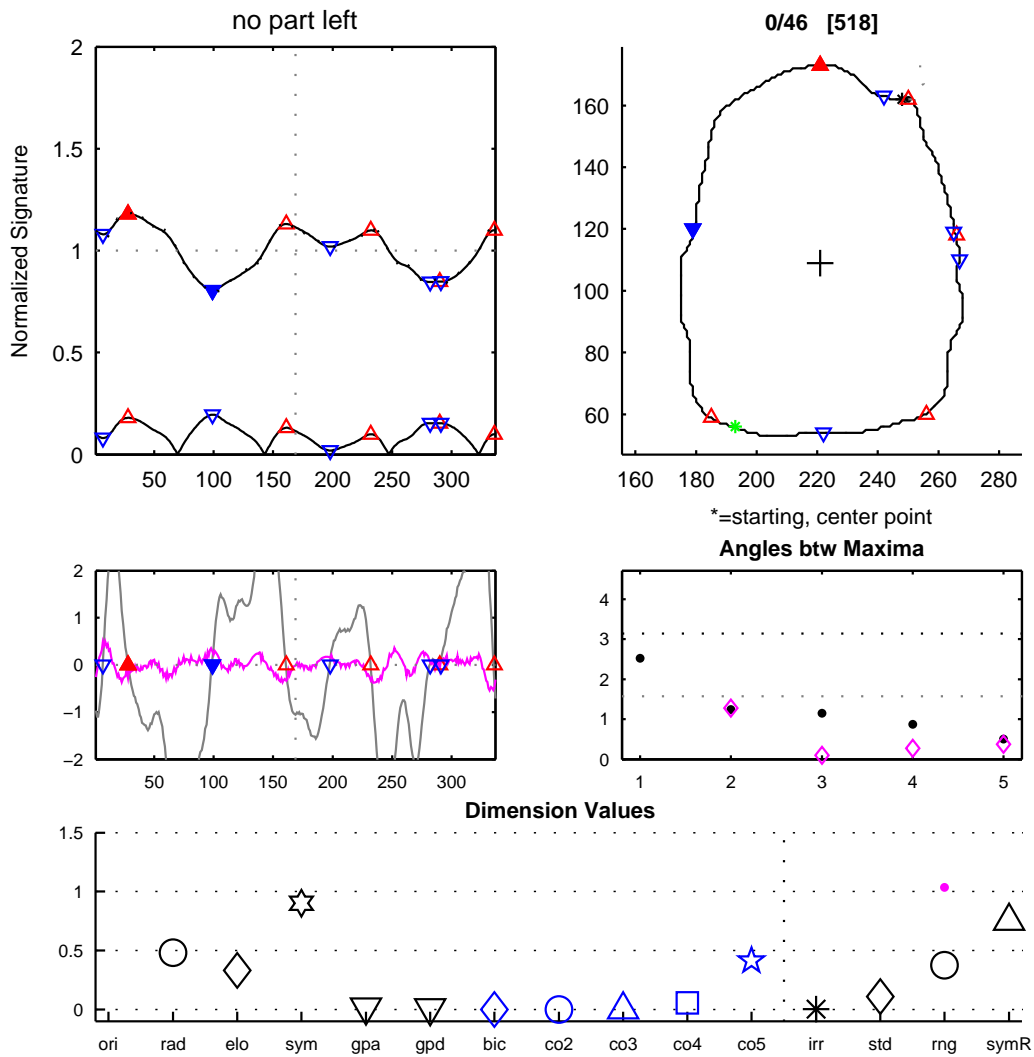 no part left
0/46 [518]
2
1.5
1
0.5
0
Normalized Signature
50 100 150 200 250 300
160
140
120
100
80
60
160 180 200 220 240 260 280
*=starting, center point
Angles btw Maxima
2
1
0
−1
−2
50 100 150 200 250 300
4
3
2
1
0
1 2 3 4 5
Dimension Values
1.5
1
0.5
0
ori rad elo sym gpa gpd bic co2 co3 co4 co5 irr std rng symR